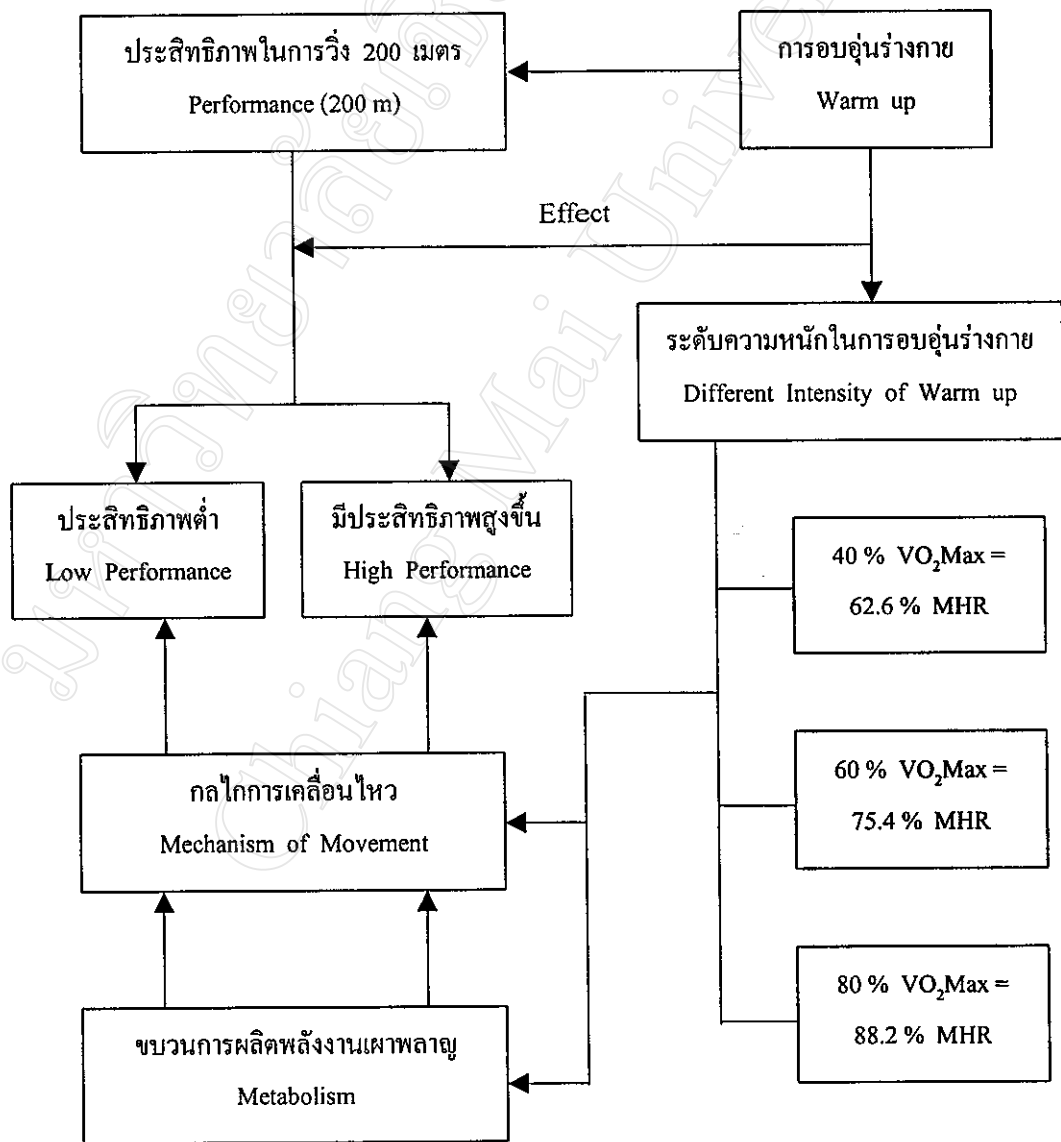 ประสิทธิภาพในการวิ่ง 200 เมตร
Performance (200 m)
การอบอุ่นร่างกาย
Warm up
Effect
ระดับความหนักในการอบอุ่นร่างกาย
Different Intensity of Warm up
ประสิทธิภาพต่ำ
Low Performance
มีประสิทธิภาพสูงขึ้น
High Performance
40 % VO₂Max =
62.6 % MHR
กลไกการเคลื่อนไหว
Mechanism of Movement
60 % VO₂Max =
75.4 % MHR
ขบวนการผลิตพลังงานเผาพลาญ
Metabolism
80 % VO₂Max =
88.2 % MHR
Chiang Mai Univer